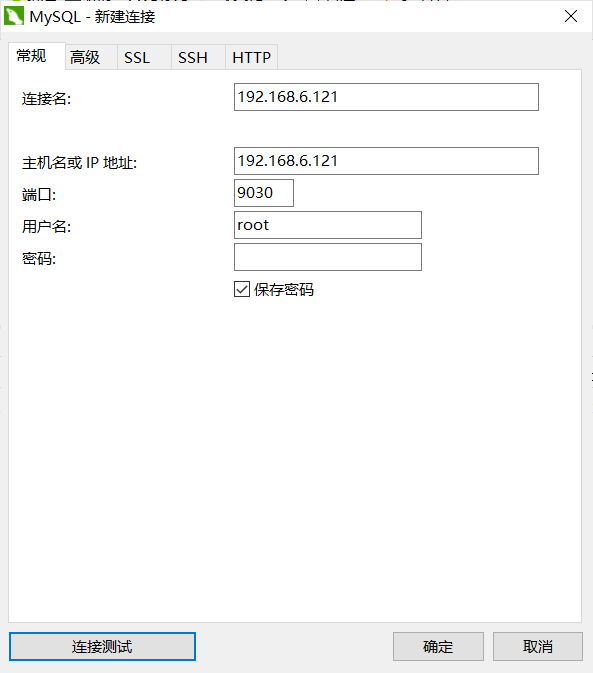 MySQL - 新建连接
常规 高级 SSL SSH HTTP
连接名: 192.168.6.121
主机名或 IP 地址: 192.168.6.121
端口: 9030
用户名: root
密码:
保存密码
连接测试 确定 取消